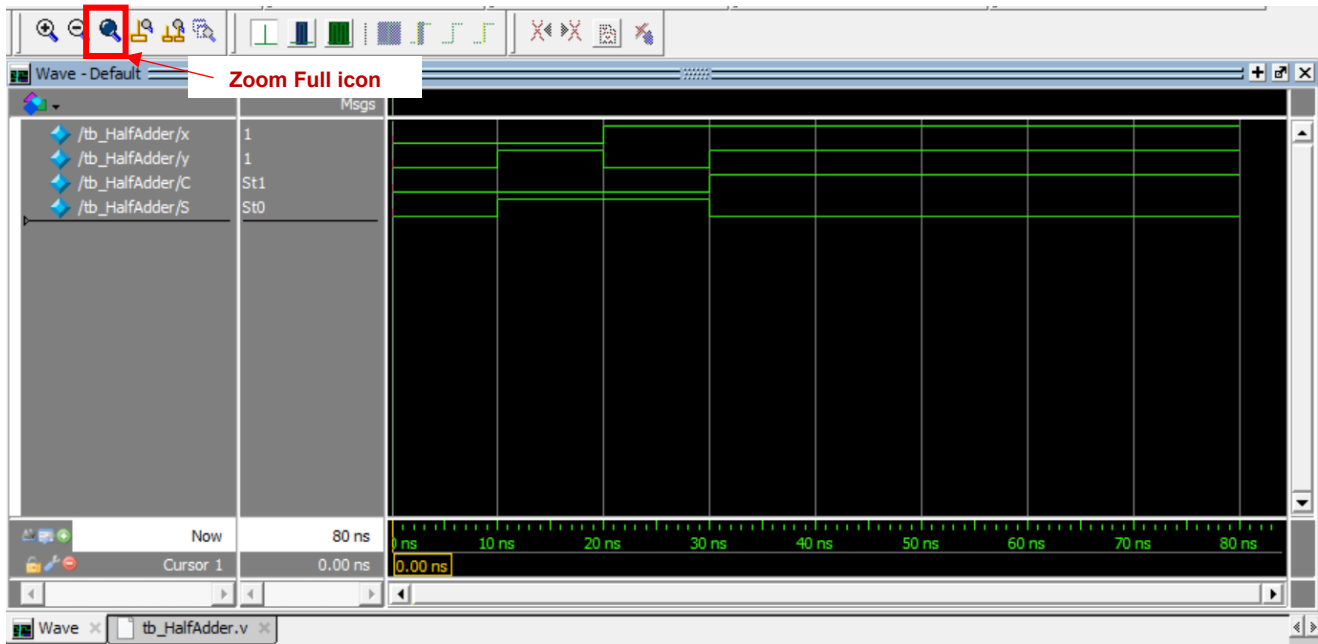 Zoom Full icon
Wave - Default
Msgs
/tb_HalfAdder/x 1
/tb_HalfAdder/y 1
/tb_HalfAdder/C St1
/tb_HalfAdder/S St0
Now 80 ns
ns 10 ns 20 ns 30 ns 40 ns 50 ns 60 ns 70 ns 80 ns
Cursor 1 0.00 ns 0.00 ns
Wave tb_HalfAdder.v